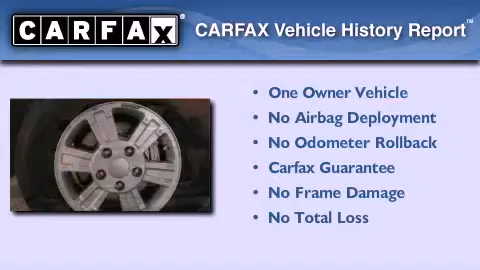 CARFAX® CARFAX Vehicle History Report™
• One Owner Vehicle
• No Airbag Deployment
• No Odometer Rollback
• Carfax Guarantee
• No Frame Damage
• No Total Loss